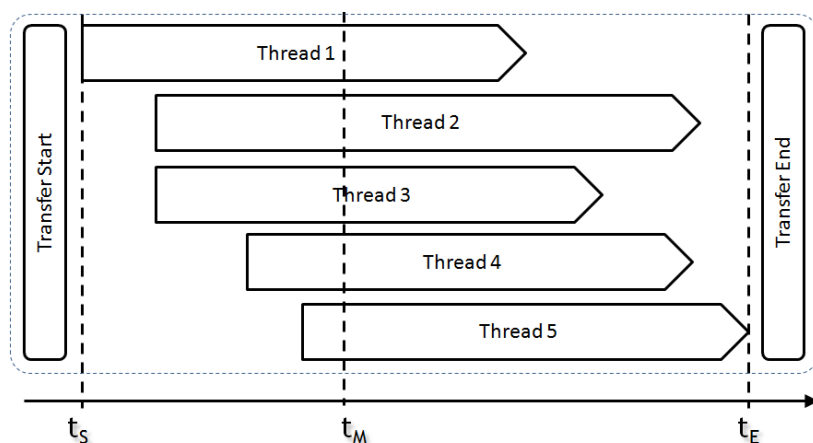 Transfer Start
Thread 1
Thread 2
Thread 3
Thread 4
Thread 5
Transfer End
tS
tM
tE